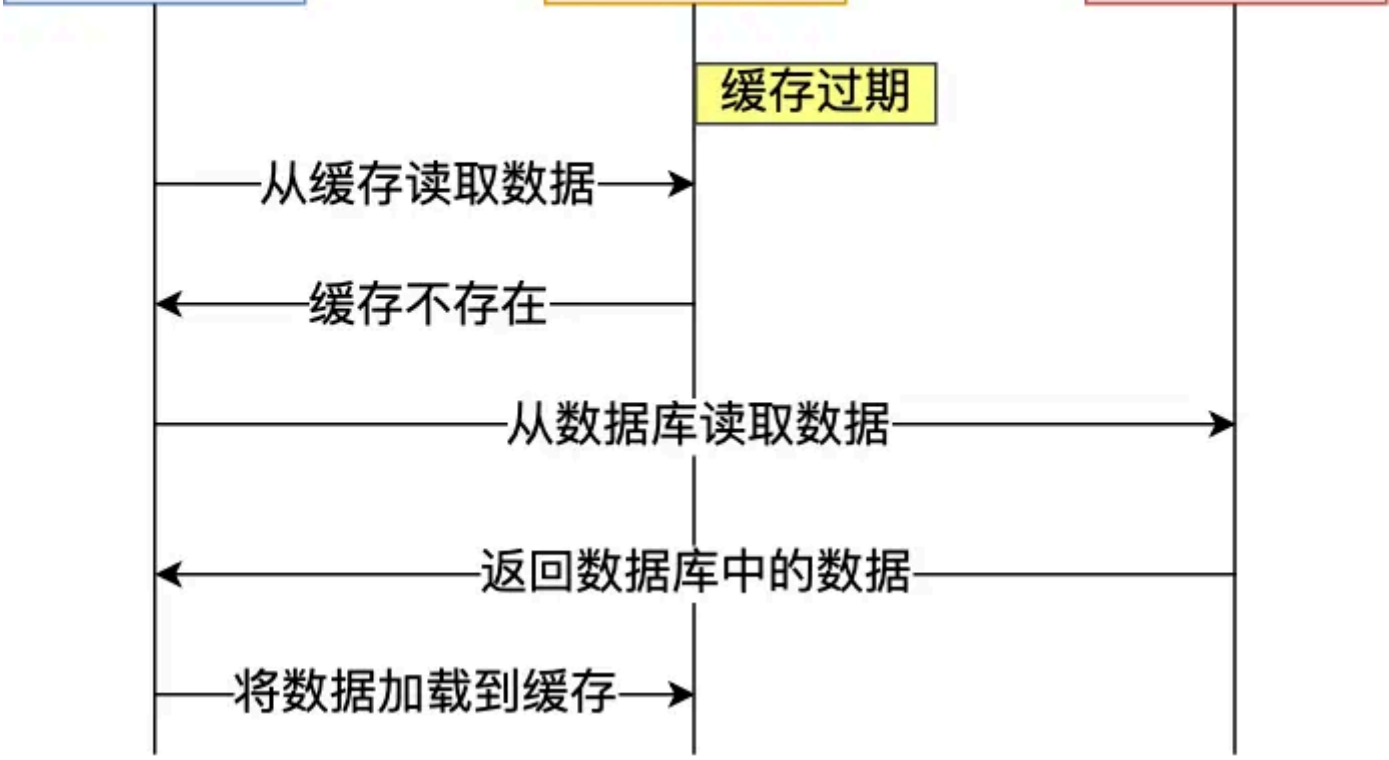 缓存过期
从缓存读取数据
缓存不存在
从数据库读取数据
返回数据库中的数据
将数据加载到缓存